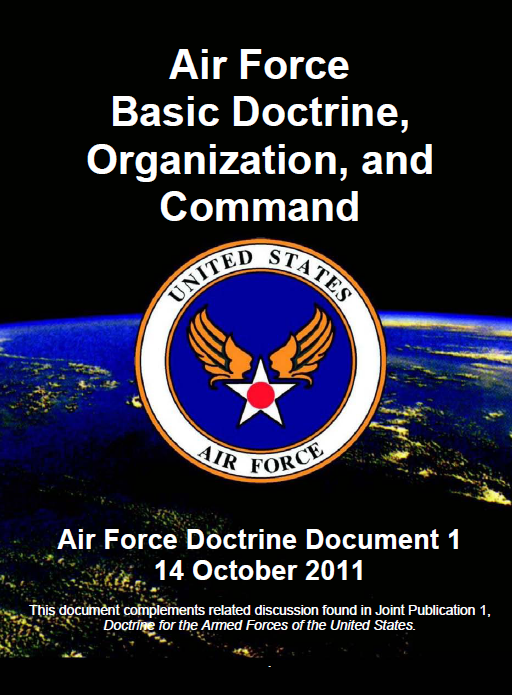 Air Force
Basic Doctrine,
Organization, and
Command
UNITED STATES
AIR FORCE
Air Force Doctrine Document 1
14 October 2011
This document complements related discussion found in Joint Publication 1,
Doctrine for the Armed Forces of the United States.